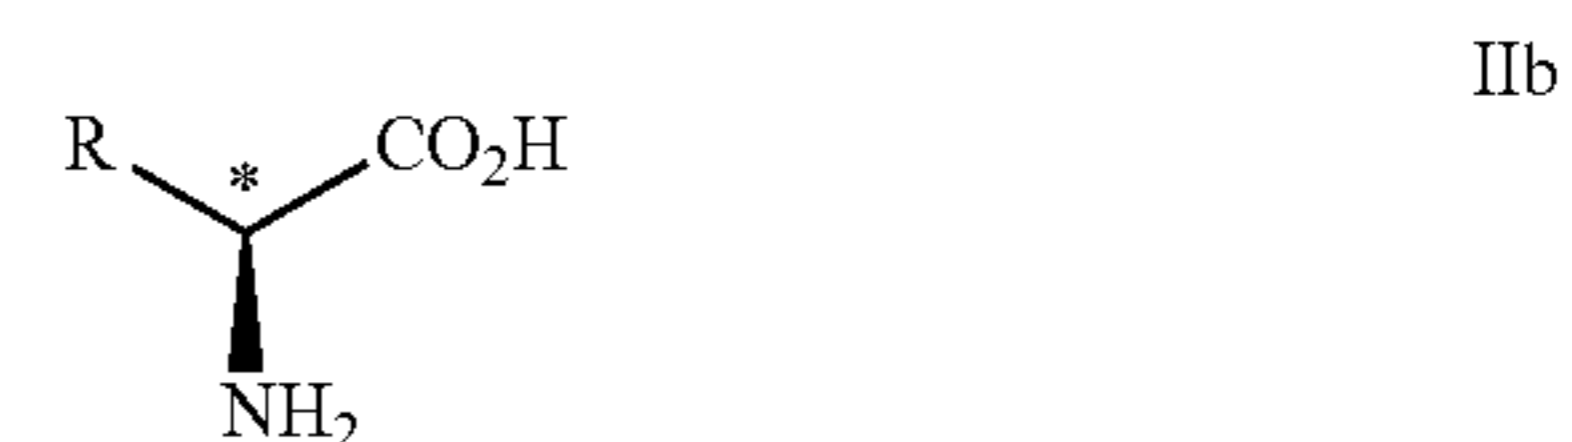 IIb
R * CO₂H
NH₂